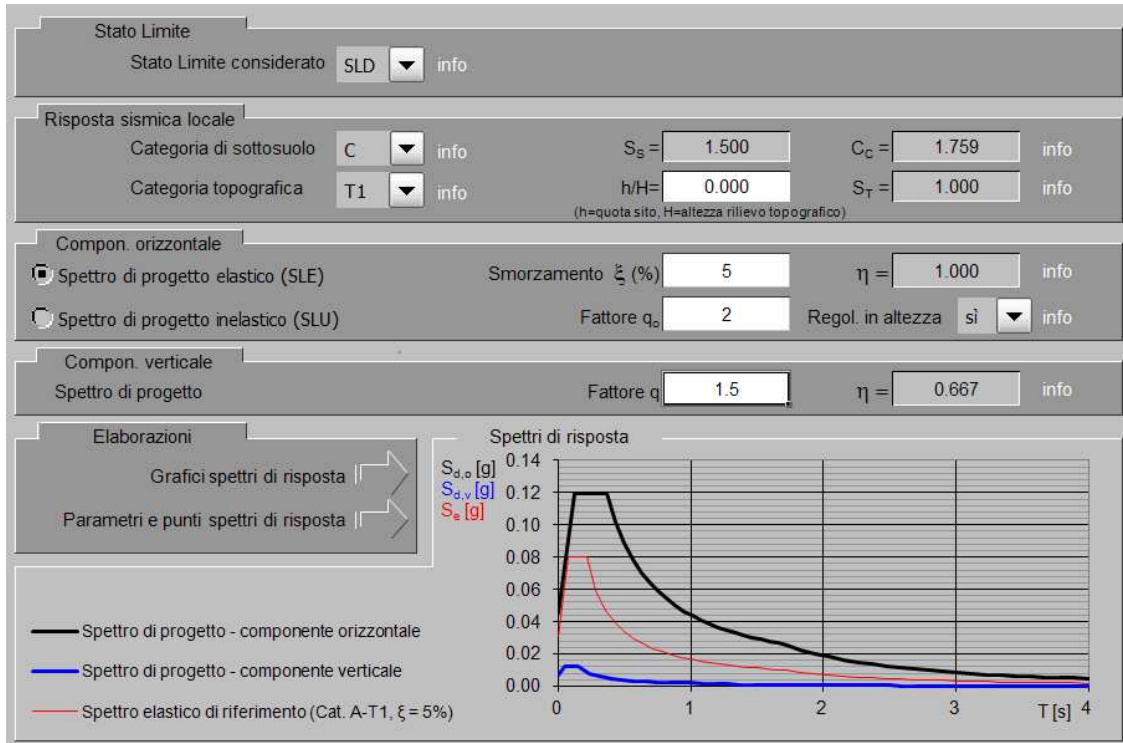 Stato Limite
Stato Limite considerato SLD info
Risposta sismica locale
Categoria di sottosuolo C info S_S = 1.500 C_C = 1.759 info
Categoria topografica T1 info h/H= 0.000 S_T = 1.000 info
(h=quota sito, H=altezza rilievo topografico)
Compon. orizzontale
Spettro di progetto elastico (SLE) Smorzamento ξ (%) 5 η = 1.000 info
Spettro di progetto inelastico (SLU) Fattore q_o 2 Regol. in altezza sì info
Compon. verticale
Spettro di progetto Fattore q 1.5 η = 0.667 info
Elaborazioni
Grafici spettri di risposta
Parametri e punti spettri di risposta
Spettri di risposta
S_d,o [g]
S_d,v [g]
S_e [g]
0.14
0.12
0.10
0.08
0.06
0.04
0.02
0.00
0 1 2 3 T [s] 4
Spettro di progetto - componente orizzontale
Spettro di progetto - componente verticale
Spettro elastico di riferimento (Cat. A-T1, ξ = 5%)